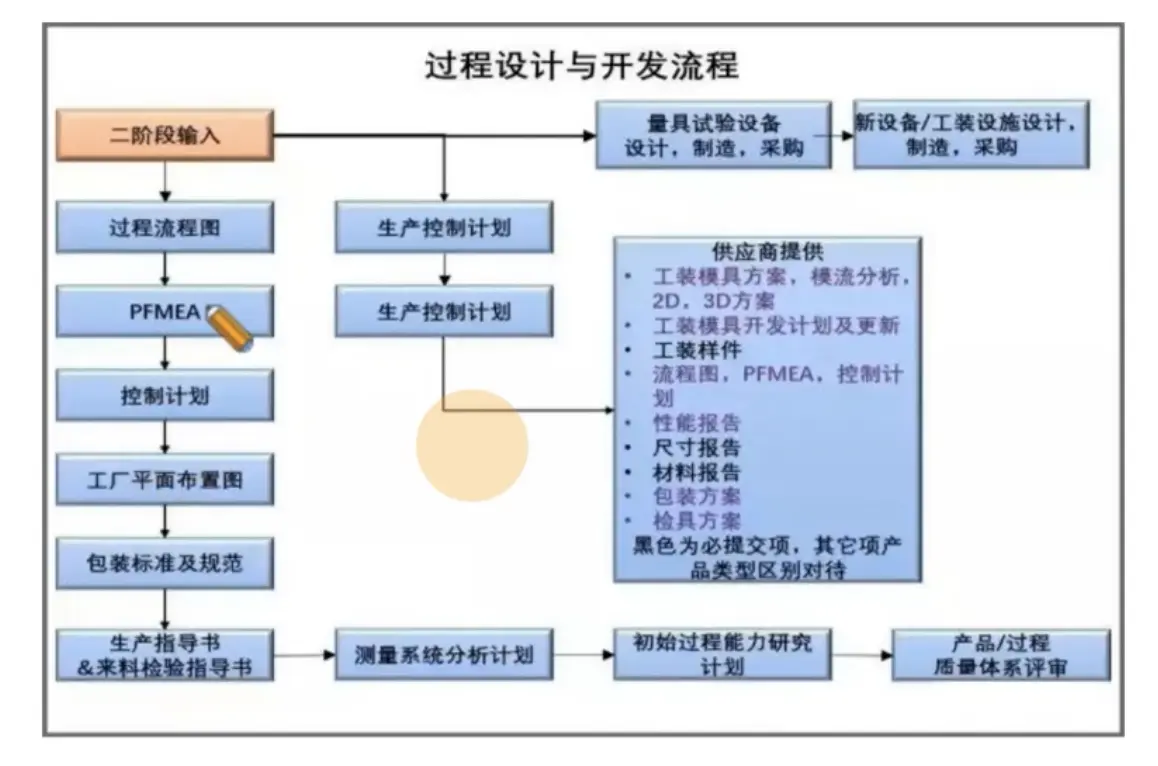 过程设计与开发流程
二阶段输入
量具试验设备
设计，制造，采购
新设备/工装设施设计，
制造，采购
过程流程图
生产控制计划
PFMEA
生产控制计划
供应商提供
• 工装模具方案，模流分析，
2D，3D方案
• 工装模具开发计划及更新
• 工装样件
• 流程图，PFMEA，控制计
划
• 性能报告
• 尺寸报告
• 材料报告
• 包装方案
• 检具方案
黑色为必提交项，其它项产
品类型区别对待
控制计划
工厂平面布置图
包装标准及规范
生产指导书
&来料检验指导书
测量系统分析计划
初始过程能力研究
计划
产品/过程
质量体系评审